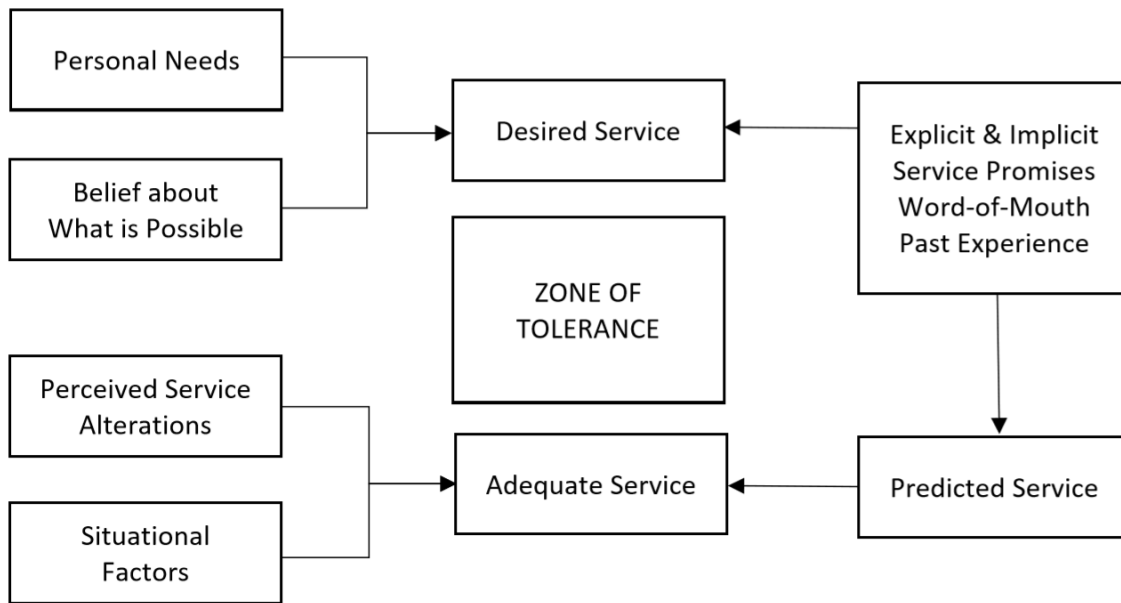 Personal Needs
Belief about
What is Possible
Desired Service
Explicit & Implicit
Service Promises
Word-of-Mouth
Past Experience
ZONE OF
TOLERANCE
Perceived Service
Alterations
Situational
Factors
Adequate Service
Predicted Service